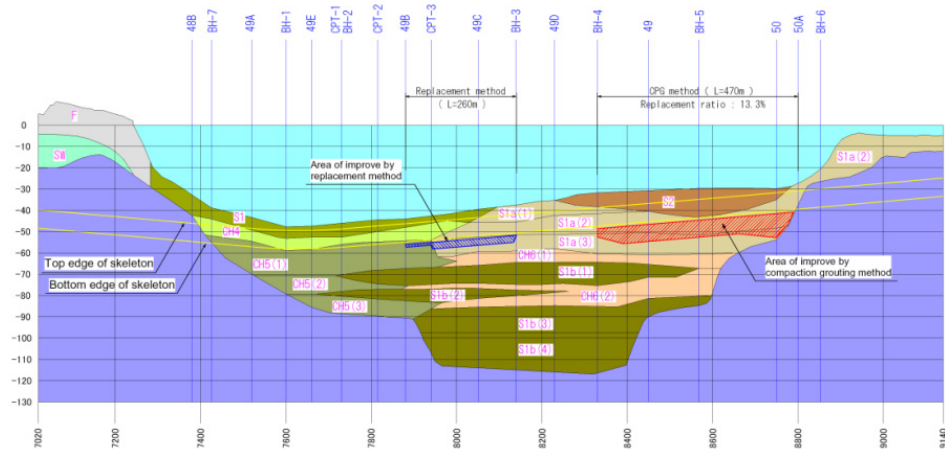 48B
BH-7
49A
BH-1
49E
CPT-1
BH-2
CPT-2
49B
CPT-3
49C
BH-3
49D
BH-4
49
BH-5
50
50A
BH-6
Replacement method
( L=260m )
CPG method ( L=470m)
Replacement ratio : 13.3%
0
-10
-20
-30
-40
-50
-60
-70
-80
-90
-100
-110
-120
-130
F
SW
Area of improve by
replacement method
S1a(2)
S2
S1
S1a(1)
S1a(2)
CH4
S1a(3)
Top edge of skeleton
CH5(1)
CH6(1)
Area of improve by
compaction grouting method
Bottom edge of skeleton
S1b(1)
CH5(2)
S1b(2)
CH6(2)
CH5(3)
S1b(3)
S1b(4)
7020
7200
7400
7600
7800
8000
8200
8400
8600
8800
9000
9140